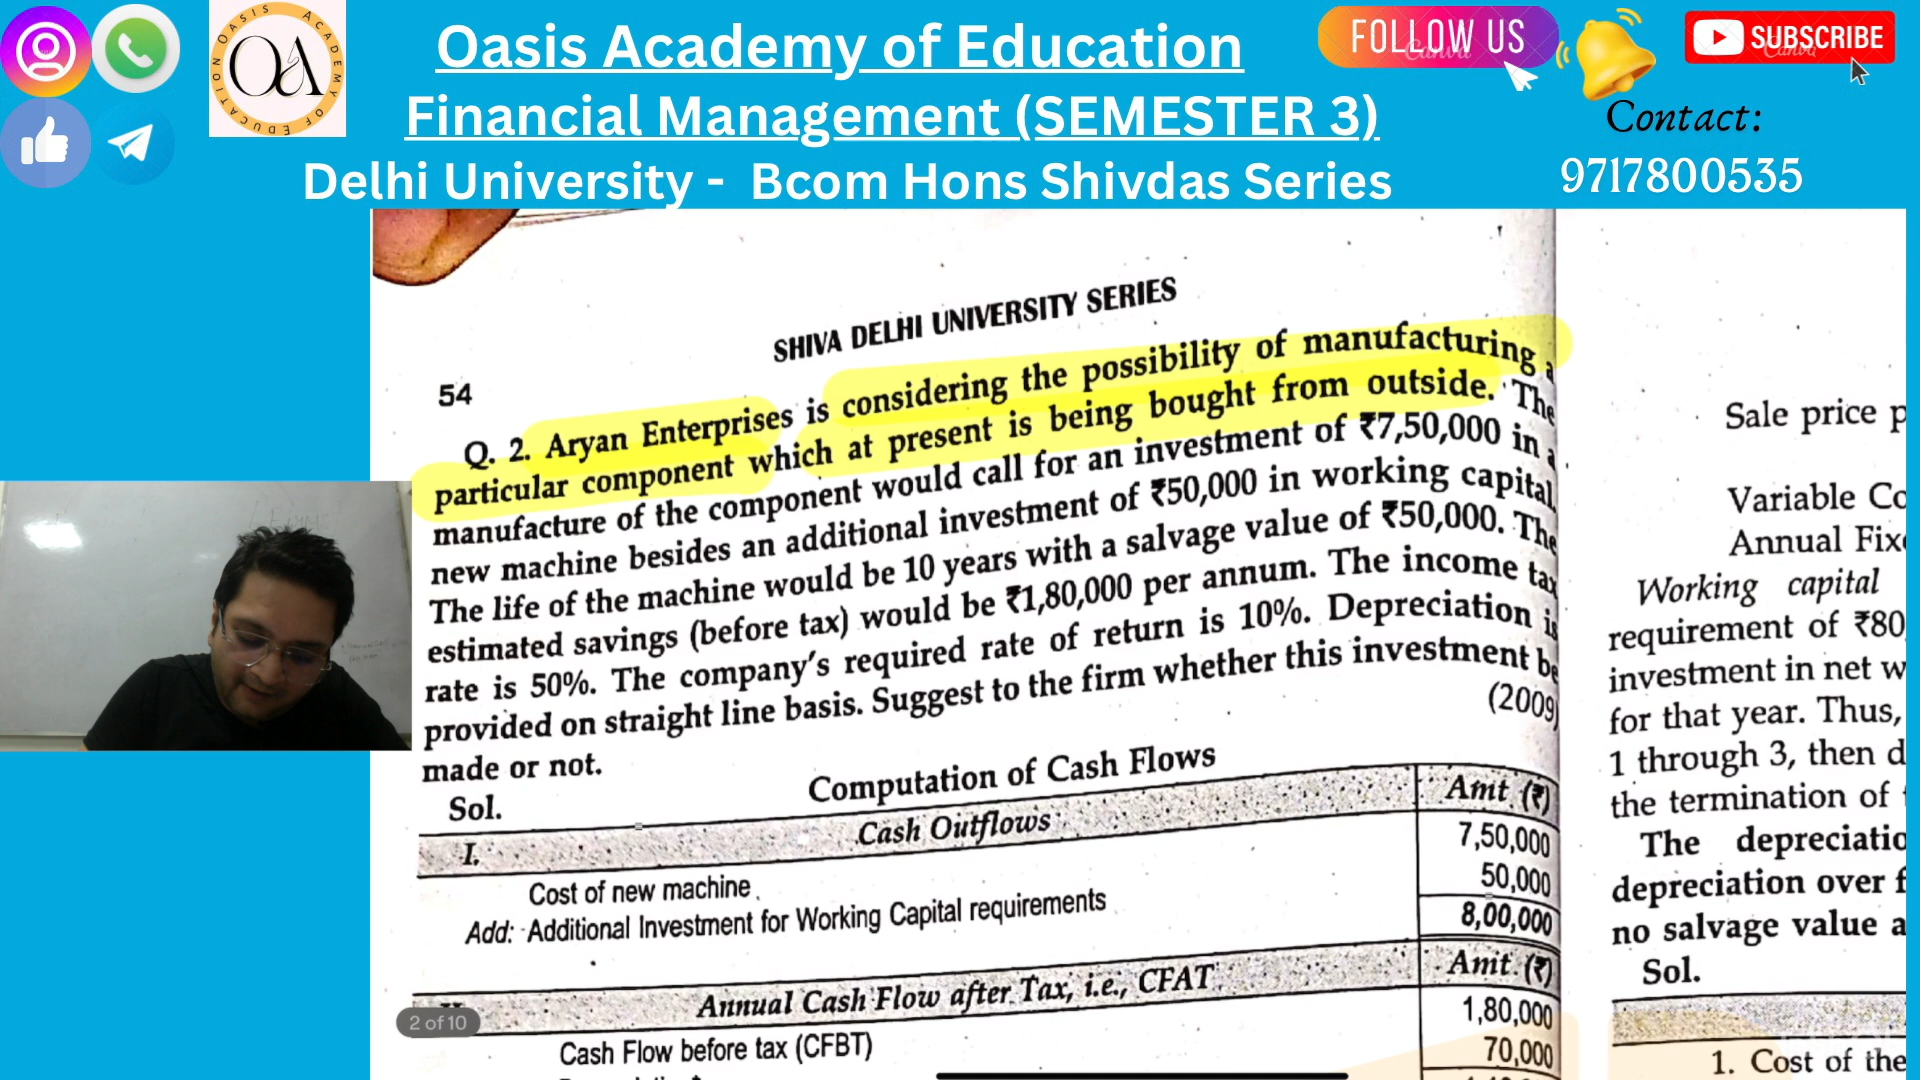 OASIS ACADEMY OF EDUCATION
OA
Oasis Academy of Education
Financial Management (SEMESTER 3)
Delhi University - Bcom Hons Shivdas Series
FOLLOW US
Canva
SUBSCRIBE
Canva
Contact:
9717800535
SHIVA DELHI UNIVERSITY SERIES
54
Q. 2. Aryan Enterprises is considering the possibility of manufacturing a
particular component which at present is being bought from outside. The
manufacture of the component would call for an investment of ₹7,50,000 in a
new machine besides an additional investment of ₹50,000 in working capital.
The life of the machine would be 10 years with a salvage value of ₹50,000. The
estimated savings (before tax) would be ₹1,80,000 per annum. The income tax
rate is 50%. The company's required rate of return is 10%. Depreciation is
provided on straight line basis. Suggest to the firm whether this investment be
made or not.
(2009)
Sol.
Computation of Cash Flows
I.
Cash Outflows
Amt (₹)
Cost of new machine
7,50,000
Add: Additional Investment for Working Capital requirements
50,000
8,00,000
Annual Cash Flow after Tax, i.e., CFAT
Amt (₹)
Cash Flow before tax (CFBT)
1,80,000
70,000
2 of 10
Sale price p
Variable Co
Annual Fix
Working capital
requirement of ₹80
investment in net w
for that year. Thus,
1 through 3, then d
the termination of
The depreciatio
depreciation over f
no salvage value a
Sol.
1. Cost of the